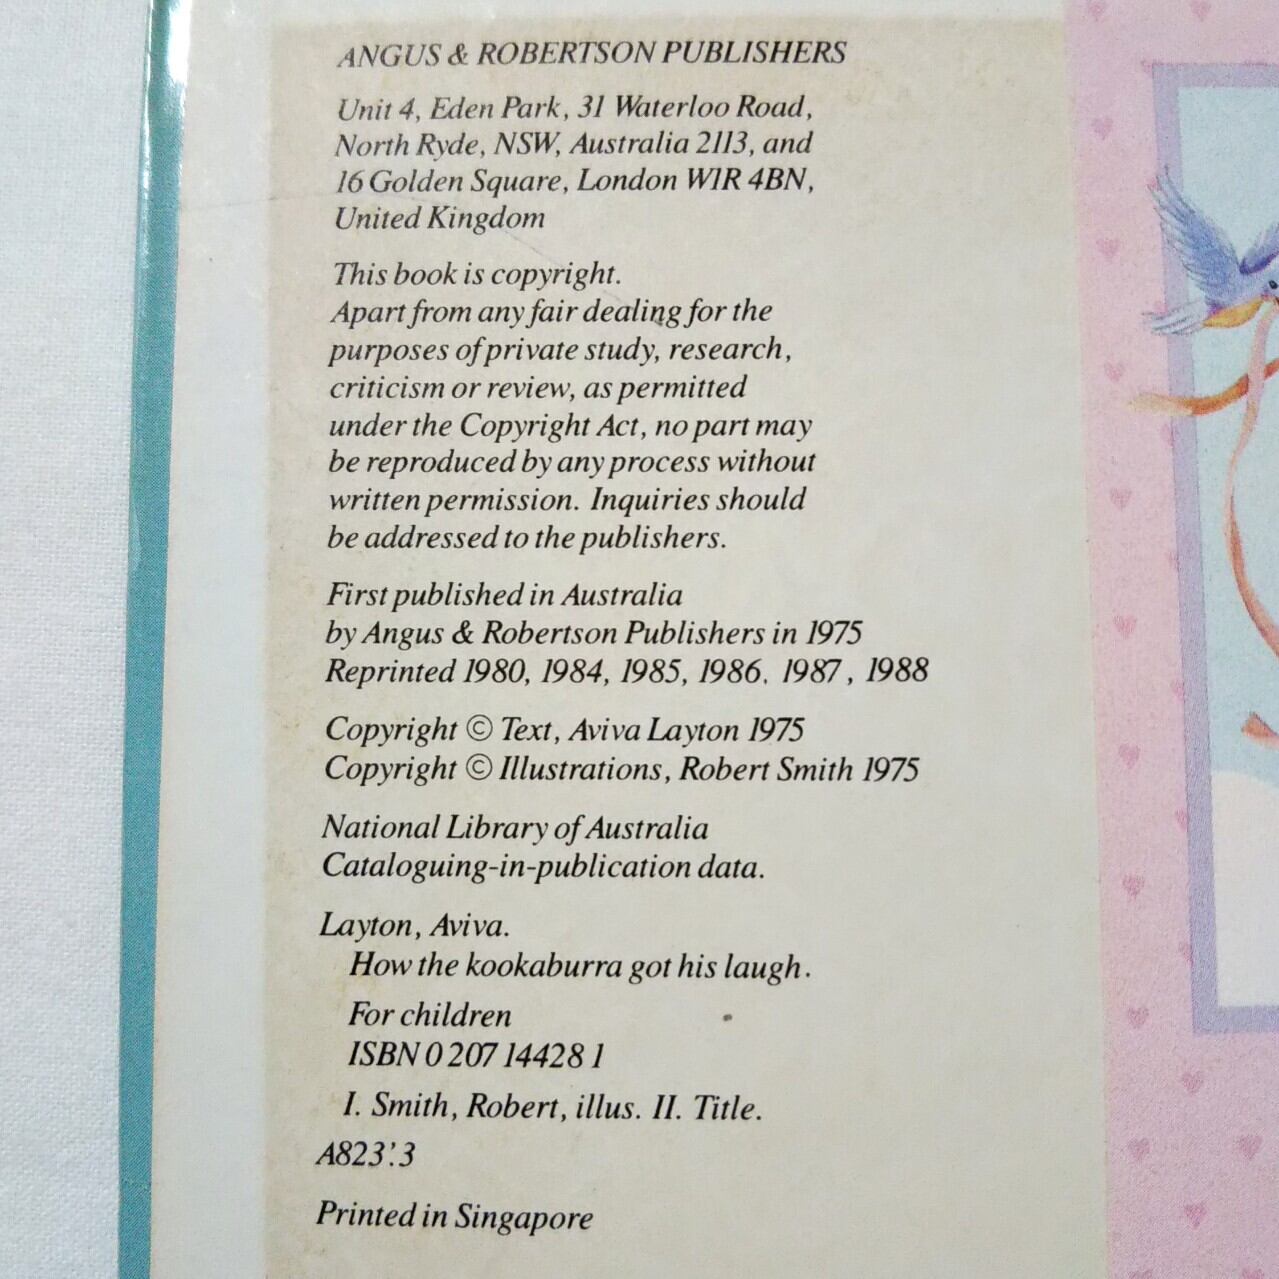 ANGUS & ROBERTSON PUBLISHERS
Unit 4, Eden Park, 31 Waterloo Road,
North Ryde, NSW, Australia 2113, and
16 Golden Square, London W1R 4BN,
United Kingdom
This book is copyright.
Apart from any fair dealing for the
purposes of private study, research,
criticism or review, as permitted
under the Copyright Act, no part may
be reproduced by any process without
written permission. Inquiries should
be addressed to the publishers.
First published in Australia
by Angus & Robertson Publishers in 1975
Reprinted 1980, 1984, 1985, 1986, 1987, 1988
Copyright © Text, Aviva Layton 1975
Copyright © Illustrations, Robert Smith 1975
National Library of Australia
Cataloguing-in-publication data.
Layton, Aviva.
How the kookaburra got his laugh.
For children
ISBN 0 207 14428 1
I. Smith, Robert, illus. II. Title.
A823'.3
Printed in Singapore